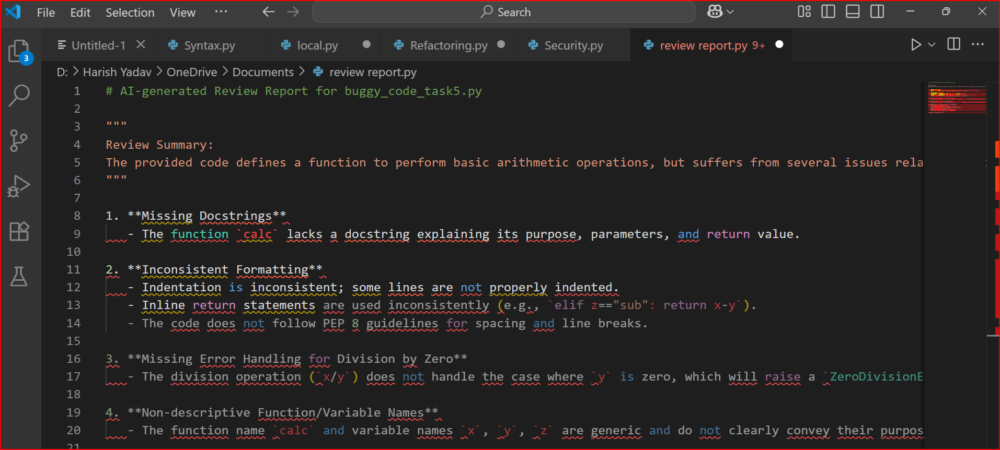 File Edit Selection View ··· Search
3
Untitled-1 Syntax.py local.py Refactoring.py Security.py review report.py 9+
D: > Harish Yadav > OneDrive > Documents > review report.py
1 # AI-generated Review Report for buggy_code_task5.py
2
3 """
4 Review Summary:
5 The provided code defines a function to perform basic arithmetic operations, but suffers from several issues rela
6 """
7
8 1. **Missing Docstrings**
9 - The function `calc` lacks a docstring explaining its purpose, parameters, and return value.
10
11 2. **Inconsistent Formatting**
12 - Indentation is inconsistent; some lines are not properly indented.
13 - Inline return statements are used inconsistently (e.g., `elif z=="sub": return x-y`).
14 - The code does not follow PEP 8 guidelines for spacing and line breaks.
15
16 3. **Missing Error Handling for Division by Zero**
17 - The division operation (`x/y`) does not handle the case where `y` is zero, which will raise a `ZeroDivisionE
18
19 4. **Non-descriptive Function/Variable Names**
20 - The function name `calc` and variable names `x`, `y`, `z` are generic and do not clearly convey their purpos
21